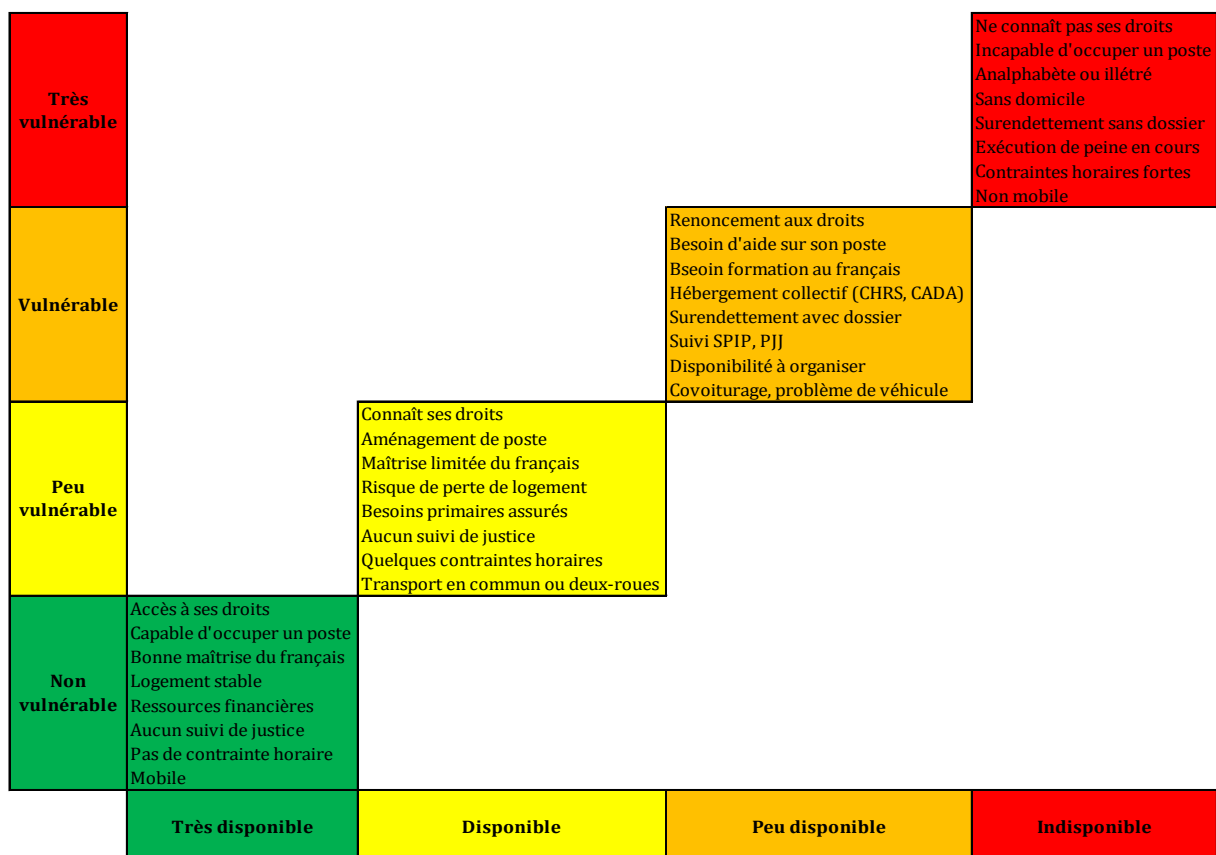 Très
vulnérable
Ne connaît pas ses droits
Incapable d'occuper un poste
Analphabète ou illétré
Sans domicile
Surendettement sans dossier
Exécution de peine en cours
Contraintes horaires fortes
Non mobile
Vulnérable
Renoncement aux droits
Besoin d'aide sur son poste
Bseoin formation au français
Hébergement collectif (CHRS, CADA)
Surendettement avec dossier
Suivi SPIP, PJJ
Disponibilité à organiser
Covoiturage, problème de véhicule
Peu
vulnérable
Connaît ses droits
Aménagement de poste
Maîtrise limitée du français
Risque de perte de logement
Besoins primaires assurés
Aucun suivi de justice
Quelques contraintes horaires
Transport en commun ou deux-roues
Non
vulnérable
Accès à ses droits
Capable d'occuper un poste
Bonne maîtrise du français
Logement stable
Ressources financières
Aucun suivi de justice
Pas de contrainte horaire
Mobile
Très disponible
Disponible
Peu disponible
Indisponible